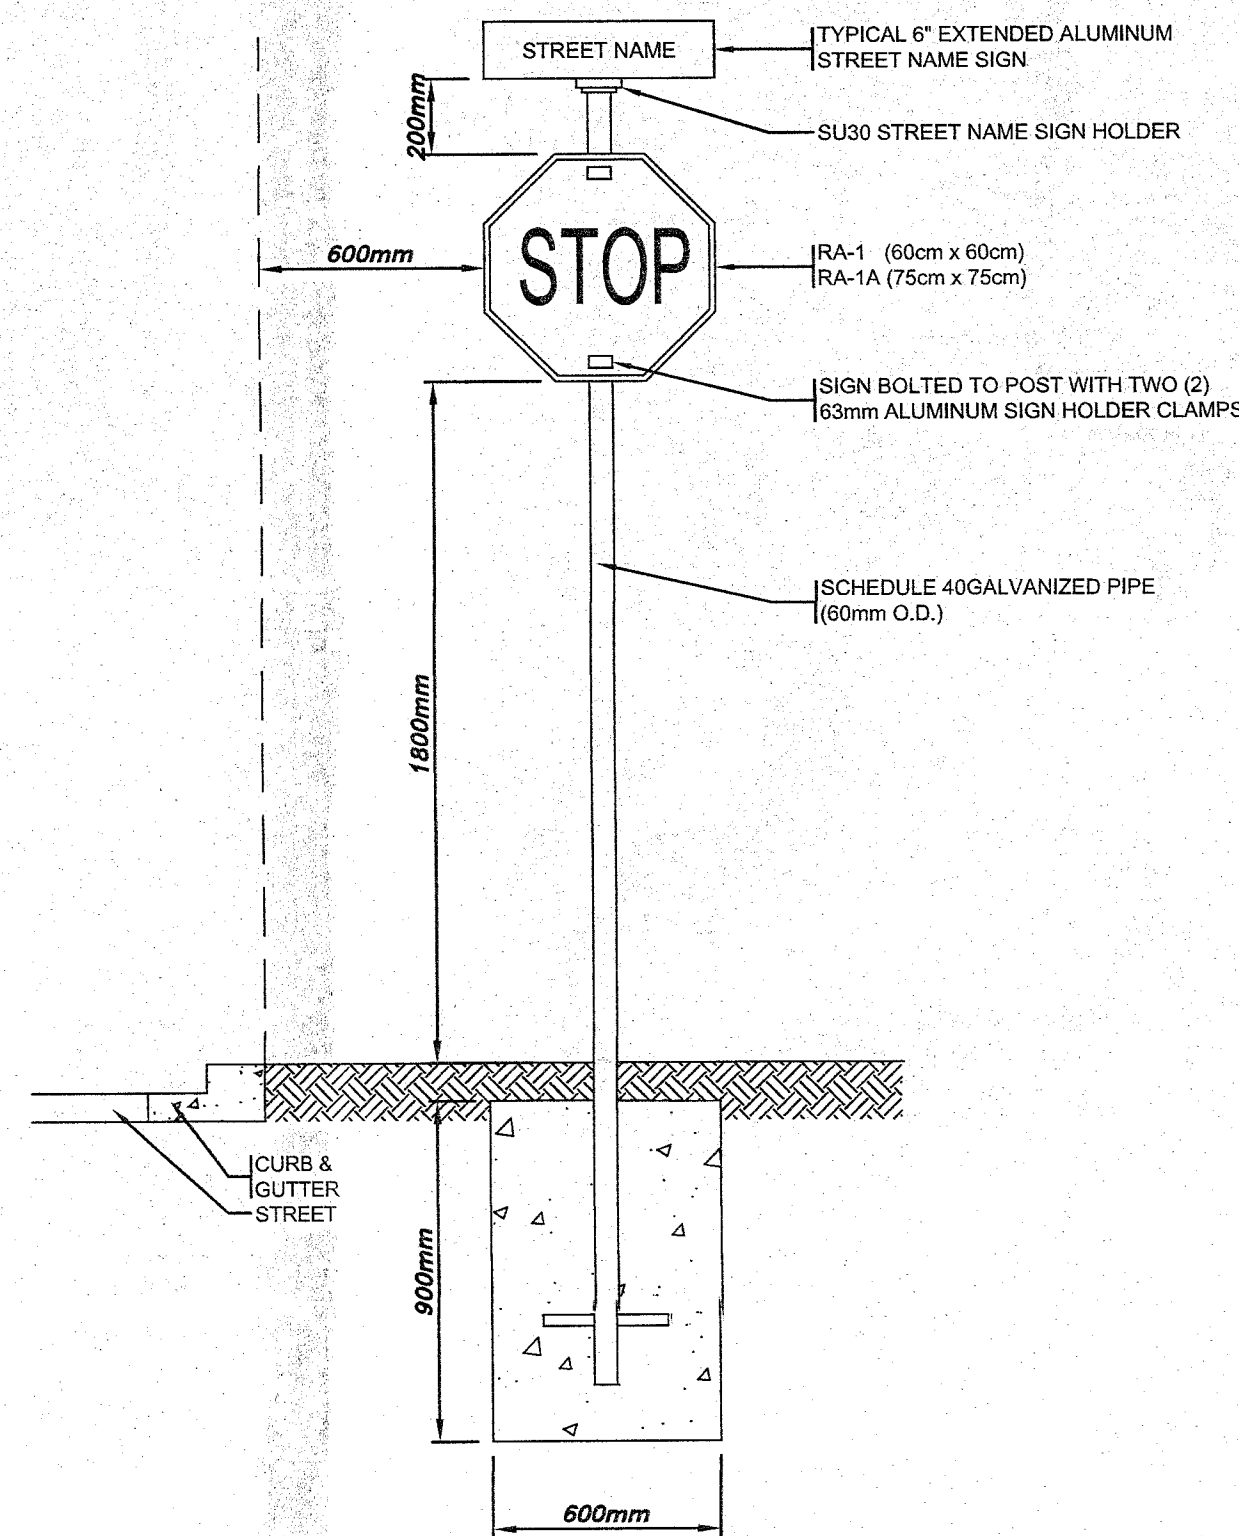 STREET NAME
TYPICAL 6" EXTENDED ALUMINUM
STREET NAME SIGN
200mm
SU30 STREET NAME SIGN HOLDER
STOP
600mm
RA-1 (60cm x 60cm)
RA-1A (75cm x 75cm)
SIGN BOLTED TO POST WITH TWO (2)
63mm ALUMINUM SIGN HOLDER CLAMPS
SCHEDULE 40GALVANIZED PIPE
(60mm O.D.)
1800mm
CURB &
GUTTER
STREET
900mm
600mm